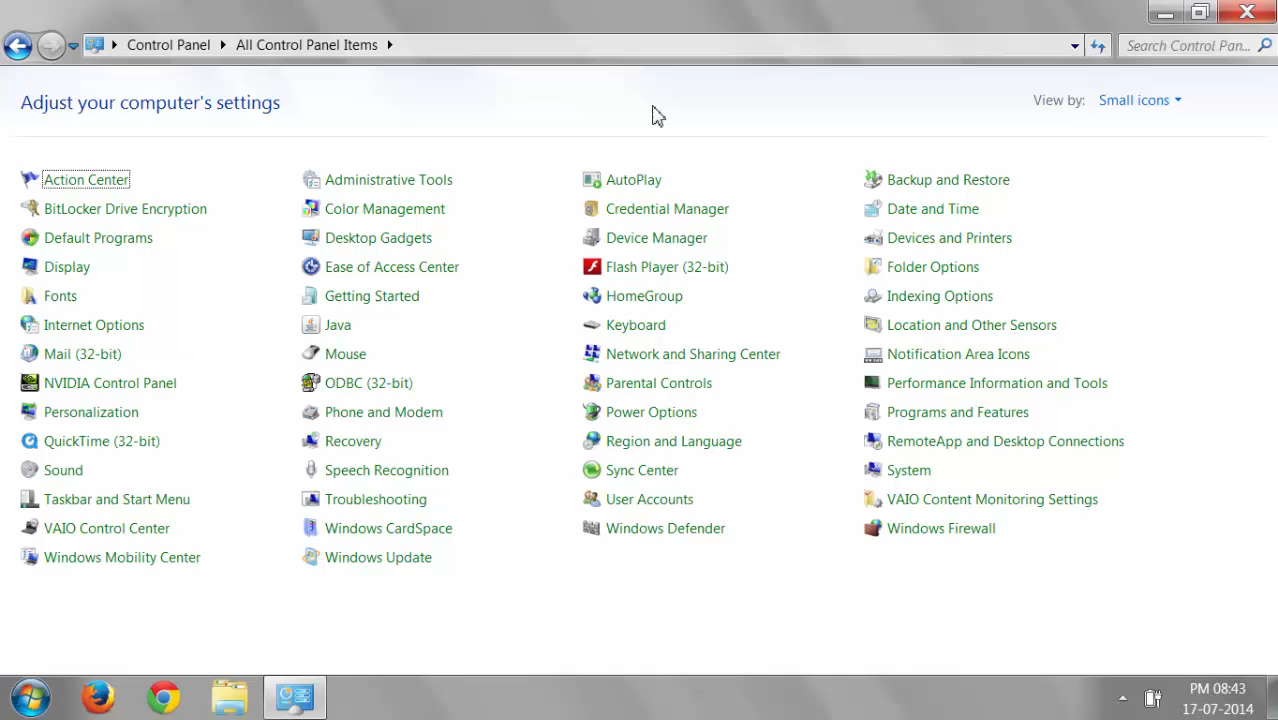 Control Panel All Control Panel Items Search Control Pan...
Adjust your computer's settings
View by: Small icons
Action Center Administrative Tools AutoPlay Backup and Restore
BitLocker Drive Encryption Color Management Credential Manager Date and Time
Default Programs Desktop Gadgets Device Manager Devices and Printers
Display Ease of Access Center Flash Player (32-bit) Folder Options
Fonts Getting Started HomeGroup Indexing Options
Internet Options Java Keyboard Location and Other Sensors
Mail (32-bit) Mouse Network and Sharing Center Notification Area Icons
NVIDIA Control Panel ODBC (32-bit) Parental Controls Performance Information and Tools
Personalization Phone and Modem Power Options Programs and Features
QuickTime (32-bit) Recovery Region and Language RemoteApp and Desktop Connections
Sound Speech Recognition Sync Center System
Taskbar and Start Menu Troubleshooting User Accounts VAIO Content Monitoring Settings
VAIO Control Center Windows CardSpace Windows Defender Windows Firewall
Windows Mobility Center Windows Update
PM 08:43
17-07-2014